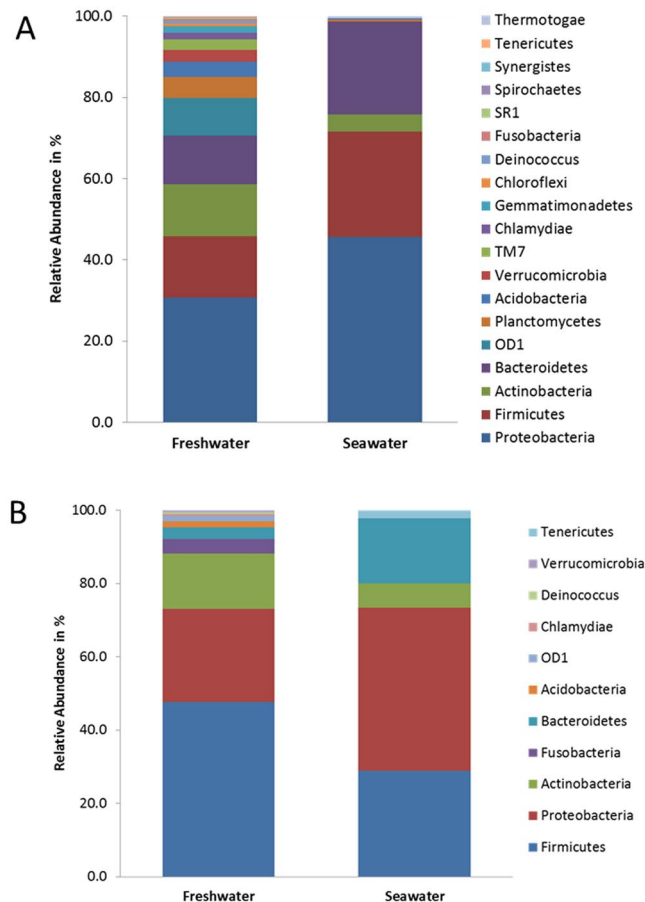 A
Relative Abundance in %
100.0
80.0
60.0
40.0
20.0
0.0
Freshwater
Seawater
Thermotogae
Tenericutes
Synergistes
Spirochaetes
SR1
Fusobacteria
Deinococcus
Chloroflexi
Gemmatimonadetes
Chlamydiae
TM7
Verrucomicrobia
Acidobacteria
Planctomycetes
OD1
Bacteroidetes
Actinobacteria
Firmicutes
Proteobacteria
B
Relative Abundance in %
100.0
80.0
60.0
40.0
20.0
0.0
Freshwater
Seawater
Tenericutes
Verrucomicrobia
Deinococcus
Chlamydiae
OD1
Acidobacteria
Bacteroidetes
Fusobacteria
Actinobacteria
Proteobacteria
Firmicutes